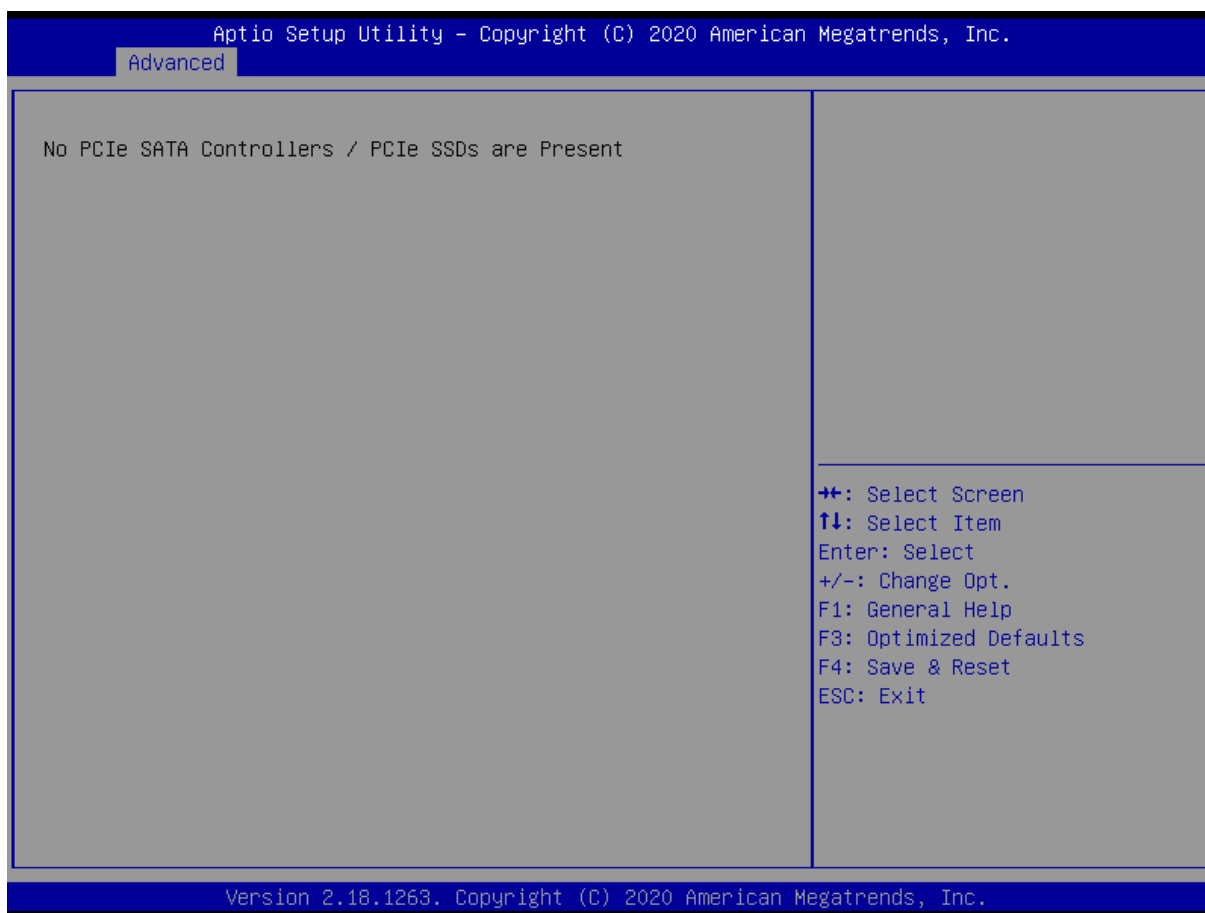 Aptio Setup Utility – Copyright (C) 2020 American Megatrends, Inc.
Advanced
No PCIe SATA Controllers / PCIe SSDs are Present
→←: Select Screen
↑↓: Select Item
Enter: Select
+/-: Change Opt.
F1: General Help
F3: Optimized Defaults
F4: Save & Reset
ESC: Exit
Version 2.18.1263. Copyright (C) 2020 American Megatrends, Inc.